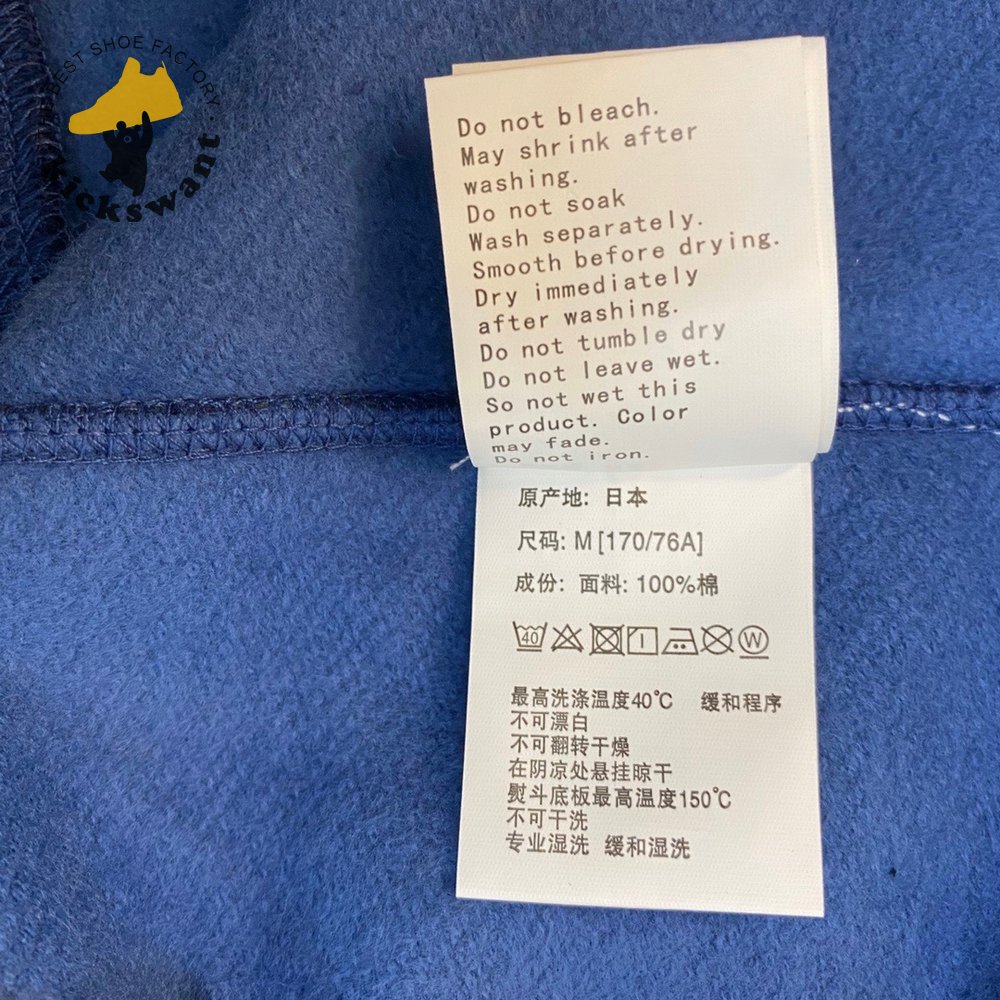 BEST SHOE FACTORY
Kickswant
Do not bleach.
May shrink after
washing.
Do not soak
Wash separately.
Smooth before drying.
Dry immediately
after washing.
Do not tumble dry
Do not leave wet.
So not wet this
product. Color
may fade.
Do not iron.
原产地: 日本
尺码: M [170/76A]
成份: 面料: 100%棉
40 W
最高洗涤温度40℃ 缓和程序
不可漂白
不可翻转干燥
在阴凉处悬挂晾干
熨斗底板最高温度150℃
不可干洗
专业湿洗 缓和湿洗